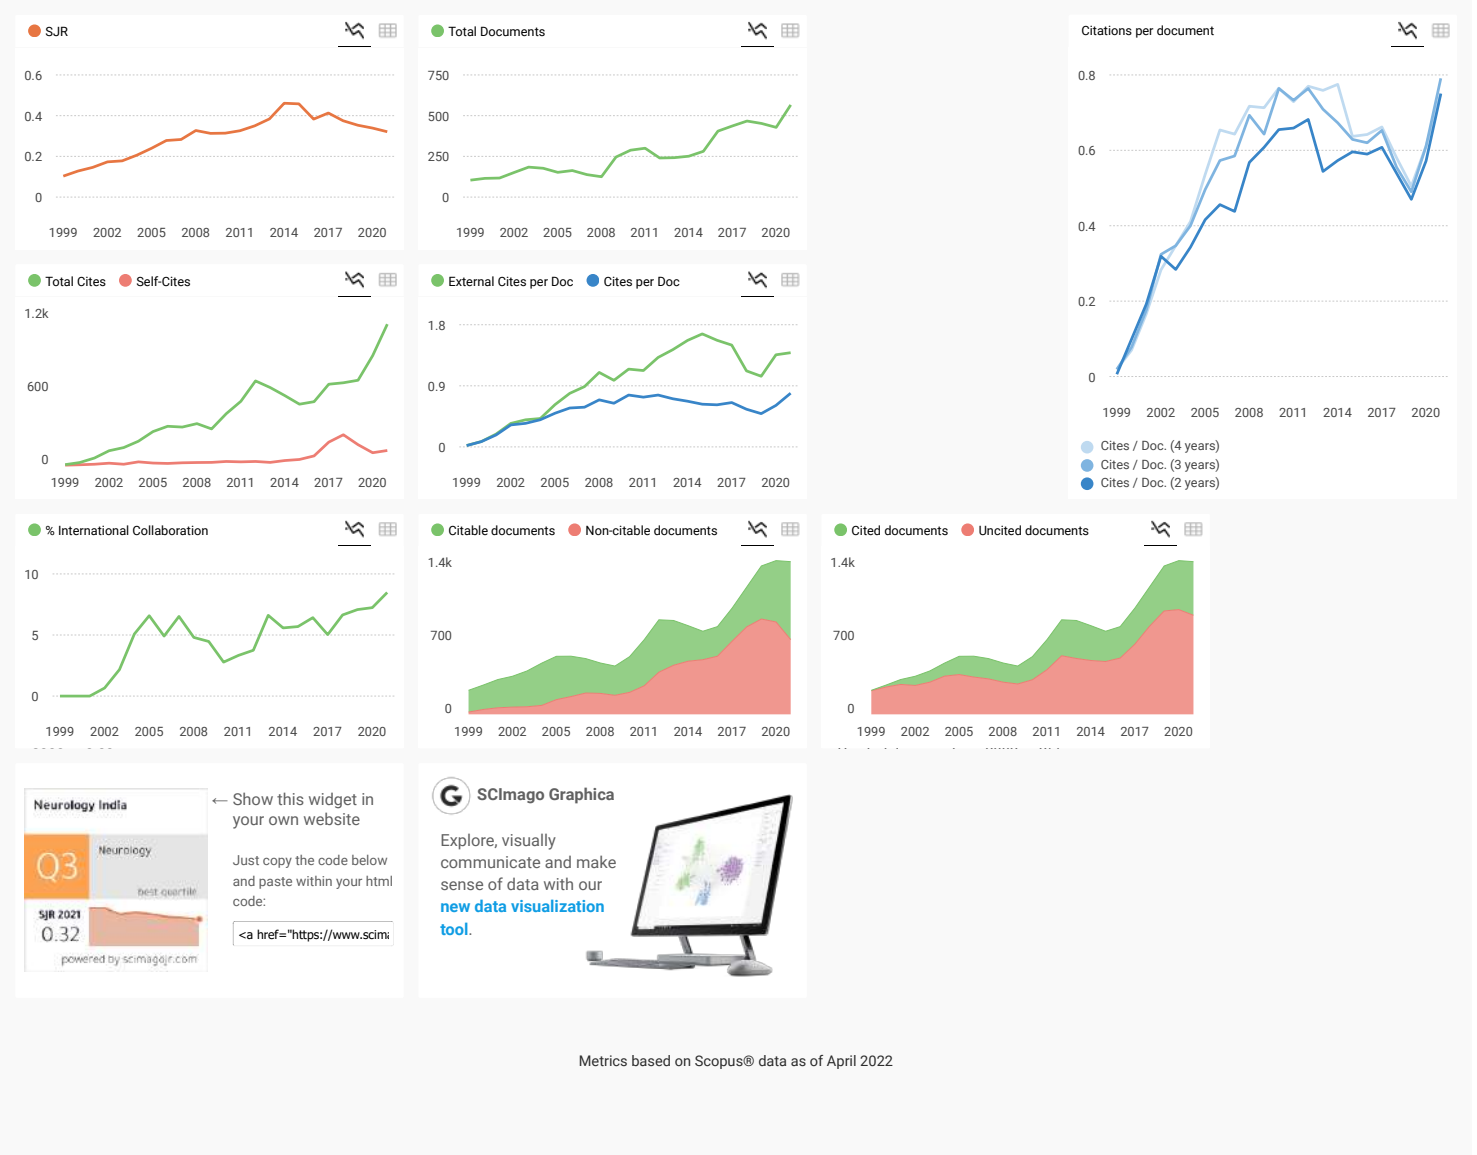 SJR
0.6
0.4
0.2
0
1999 2002 2005 2008 2011 2014 2017 2020
Total Documents
750
500
250
0
1999 2002 2005 2008 2011 2014 2017 2020
Citations per document
0.8
0.6
0.4
0.2
0
1999 2002 2005 2008 2011 2014 2017 2020
Cites / Doc. (4 years)
Cites / Doc. (3 years)
Cites / Doc. (2 years)
Total Cites Self-Cites
1.2k
600
0
1999 2002 2005 2008 2011 2014 2017 2020
External Cites per Doc Cites per Doc
1.8
0.9
0
1999 2002 2005 2008 2011 2014 2017 2020
% International Collaboration
10
5
0
1999 2002 2005 2008 2011 2014 2017 2020
Citable documents Non-citable documents
1.4k
700
0
1999 2002 2005 2008 2011 2014 2017 2020
Cited documents Uncited documents
1.4k
700
0
1999 2002 2005 2008 2011 2014 2017 2020
Neurology India
Q3
Neurology
best quartile
SJR 2021
0.32
powered by scimagojr.com
← Show this widget in
your own website
Just copy the code below
and paste within your html
code:
<a href="https://www.scima
G
SCImago Graphica
Explore, visually
communicate and make
sense of data with our
new data visualization
tool.
Metrics based on Scopus® data as of April 2022